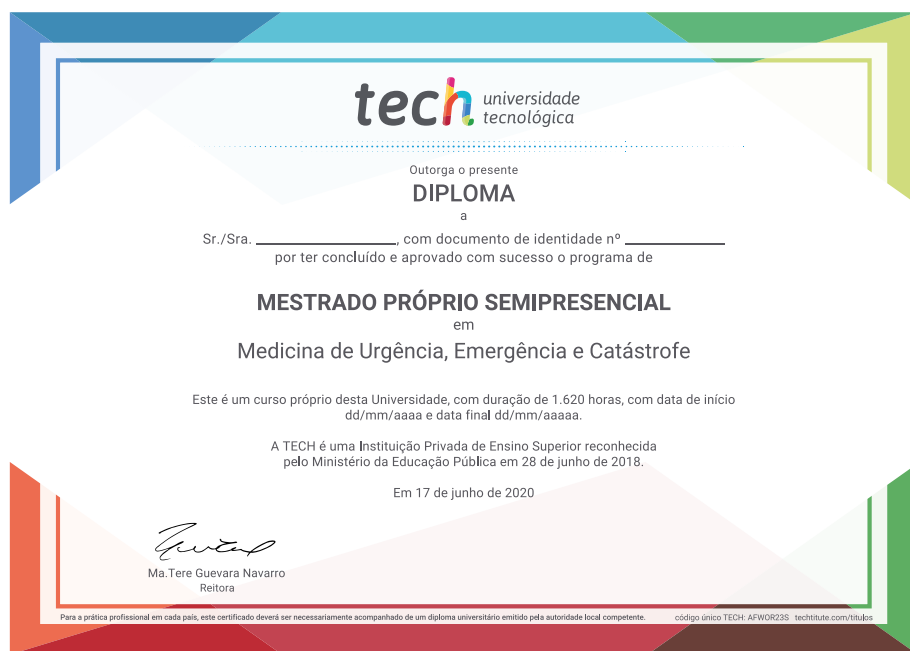 tech universidade
tecnológica
Outorga o presente
DIPLOMA
a
Sr./Sra. ____________________, com documento de identidade nº ______________
por ter concluído e aprovado com sucesso o programa de
MESTRADO PRÓPRIO SEMIPRESENCIAL
em
Medicina de Urgência, Emergência e Catástrofe
Este é um curso próprio desta Universidade, com duração de 1.620 horas, com data de início
dd/mm/aaaa e data final dd/mm/aaaaa.
A TECH é uma Instituição Privada de Ensino Superior reconhecida
pelo Ministério da Educação Pública em 28 de junho de 2018.
Em 17 de junho de 2020
Ma.Tere Guevara Navarro
Reitora
Para a prática profissional em cada país, este certificado deverá ser necessariamente acompanhado de um diploma universitário emitido pela autoridade local competente. código único TECH: AFWOR23S techtitute.com/titulos